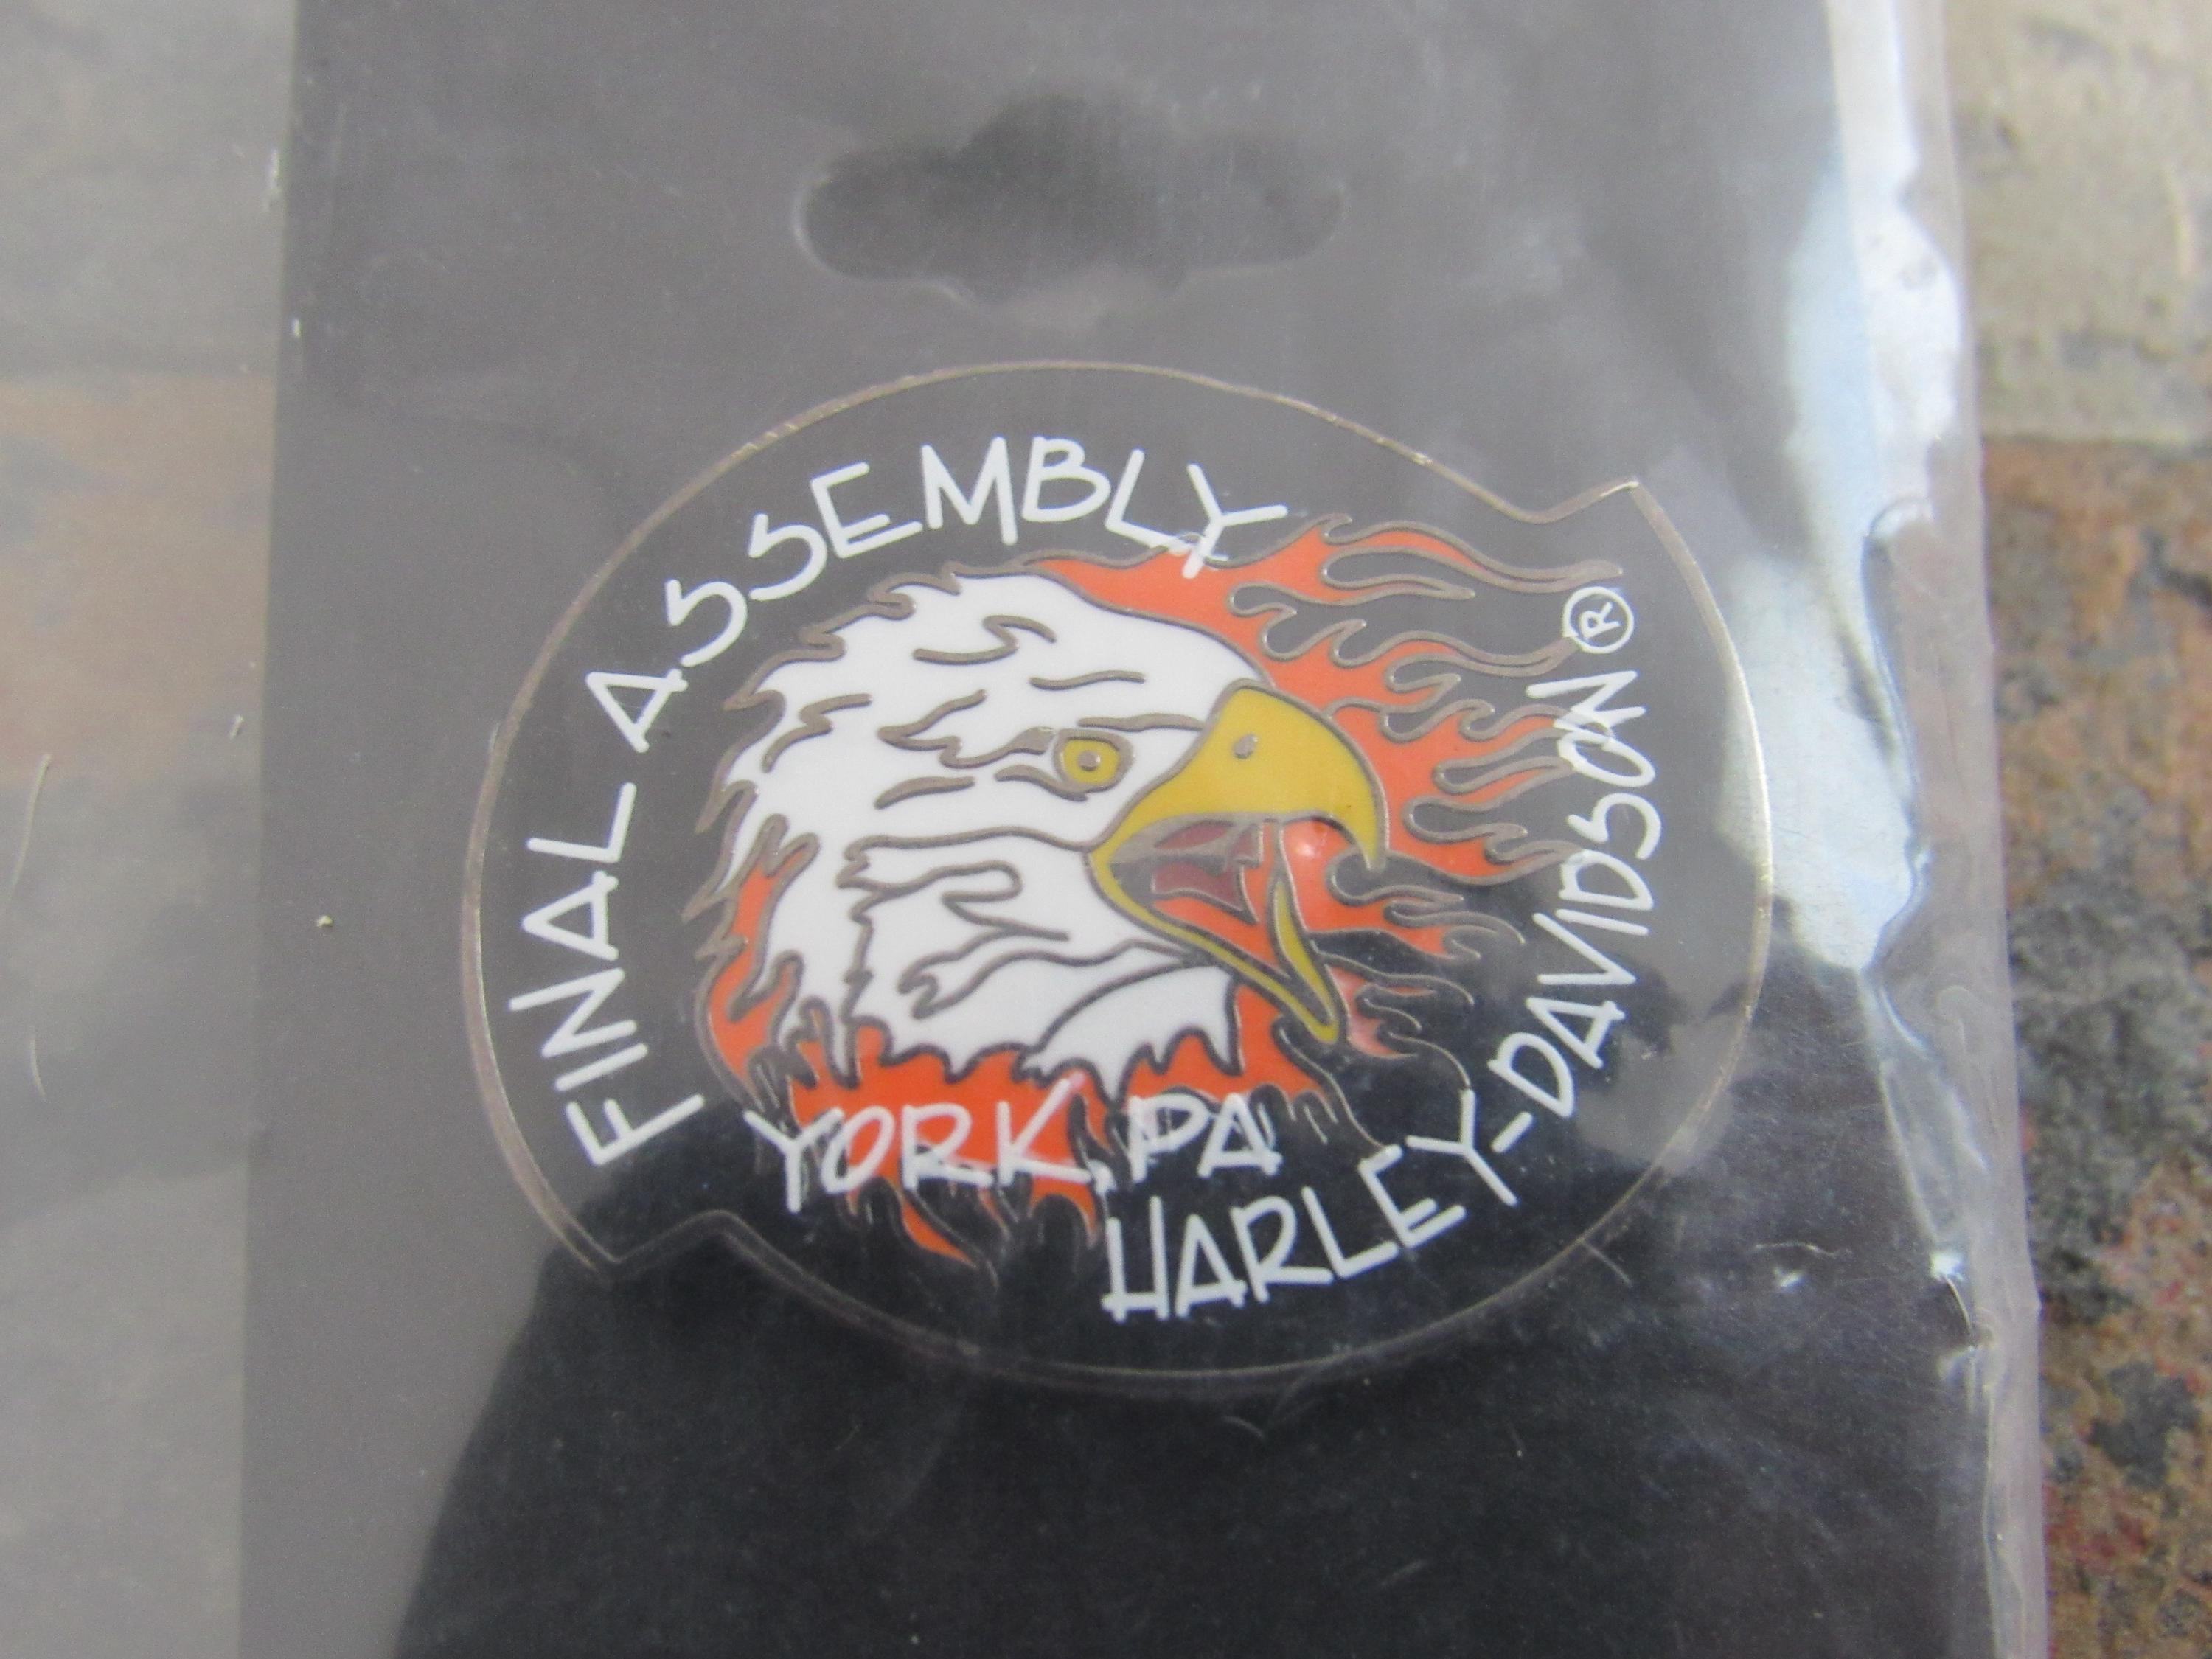 FINAL ASSEMBLY
YORK, PA
HARLEY-DAVIDSON®